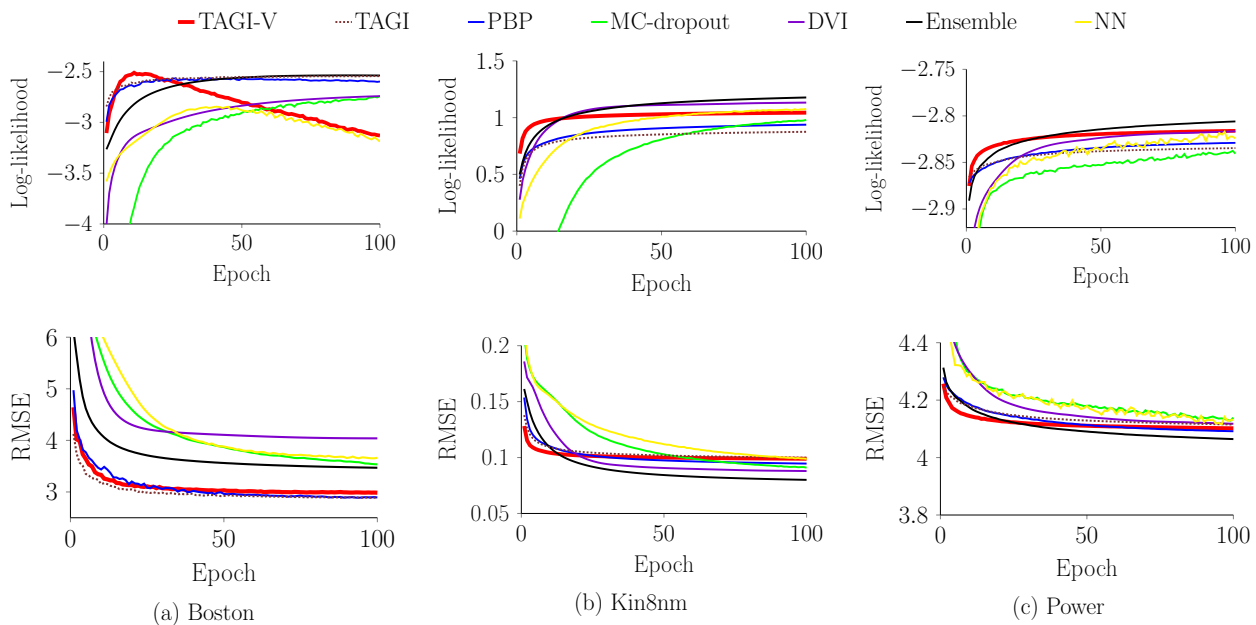 TAGI-V TAGI PBP MC-dropout DVI Ensemble NN
−2.5
−3
−3.5
−4
0 50 100
Log-likelihood
Epoch
1.5
1
0.5
0
0 50 100
Log-likelihood
Epoch
−2.75
−2.8
−2.85
−2.9
0 50 100
Log-likelihood
Epoch
6
5
4
3
0 50 100
RMSE
Epoch
(a) Boston
0.2
0.15
0.1
0.05
0 50 100
RMSE
Epoch
(b) Kin8nm
4.4
4.2
4
3.8
0 50 100
RMSE
Epoch
(c) Power